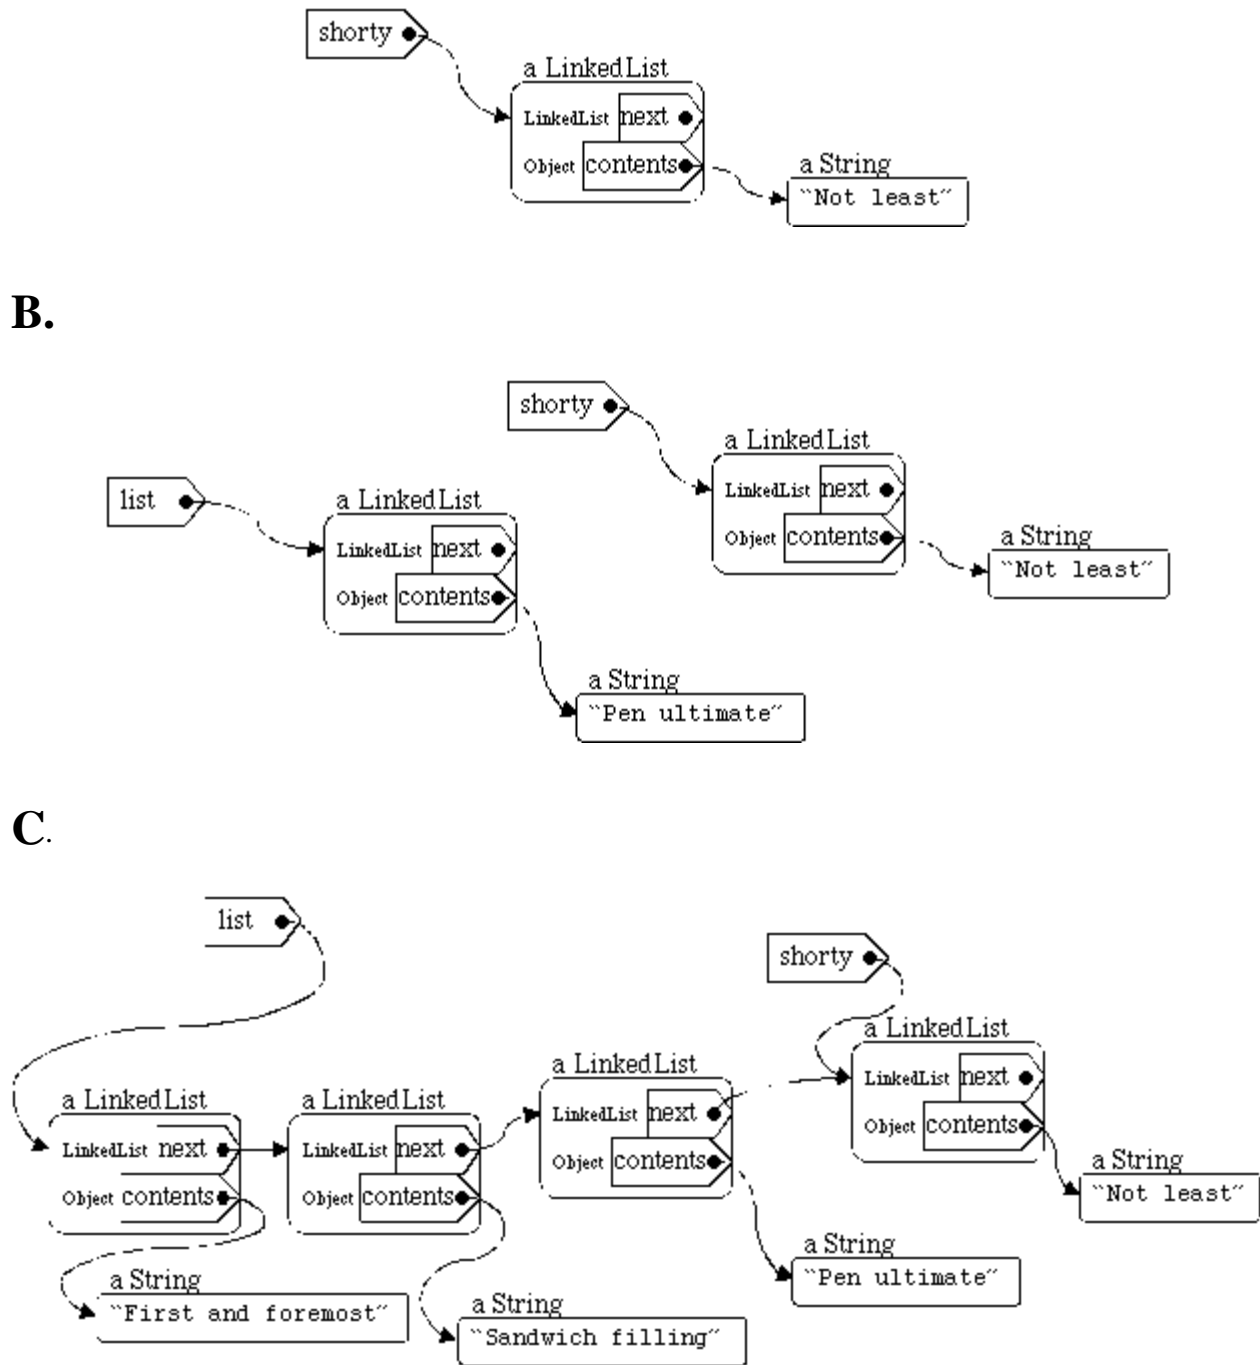 shorty
a LinkedList
LinkedList next
Object contents
a String
"Not least"
B.
shorty
a LinkedList
LinkedList next
Object contents
a String
"Not least"
list
a LinkedList
LinkedList next
Object contents
a String
"Pen ultimate"
C.
list
shorty
a LinkedList
LinkedList next
Object contents
a String
"Not least"
a LinkedList
LinkedList next
Object contents
a String
"Pen ultimate"
a LinkedList
LinkedList next
Object contents
a String
"First and foremost"
a LinkedList
LinkedList next
Object contents
a String
"Sandwich filling"